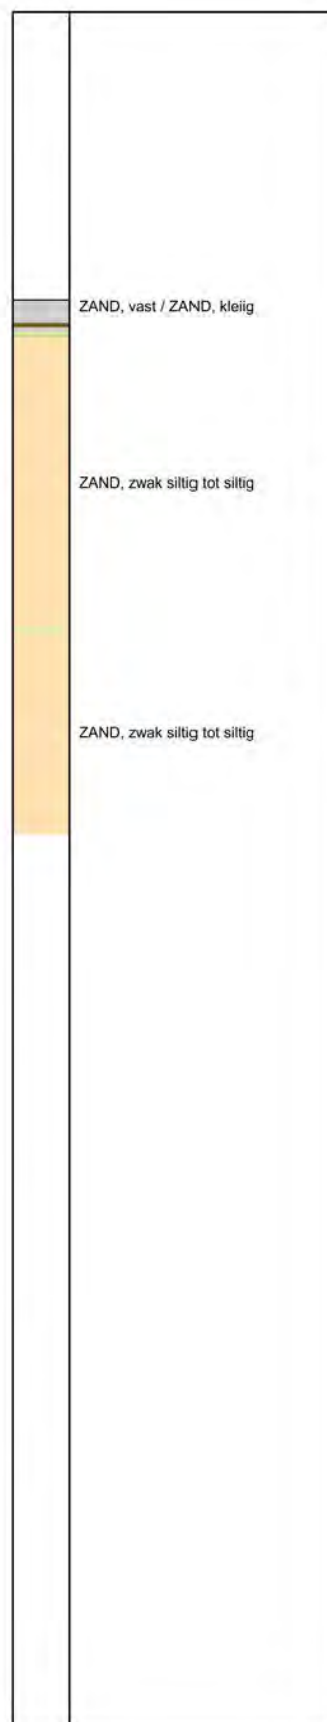 ZAND, vast / ZAND, kleiig
ZAND, zwak siltig tot siltig
ZAND, zwak siltig tot siltig